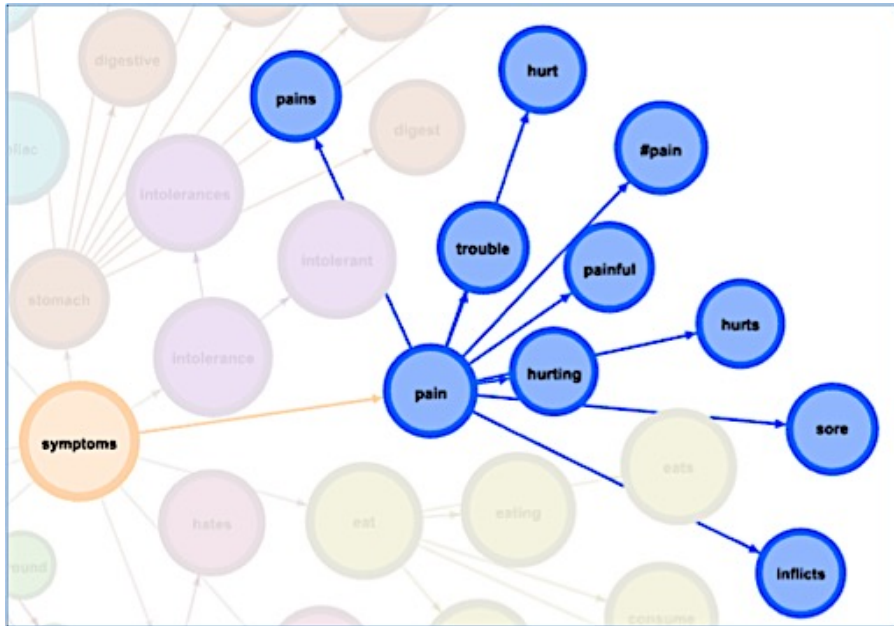 hurt
digestive
pains
digest
#pain
intolerances
trouble
intolerant
painful
stomach
hurts
intolerance
hurting
pain
sore
symptoms
eats
eat
eating
hates
inflicts
consume